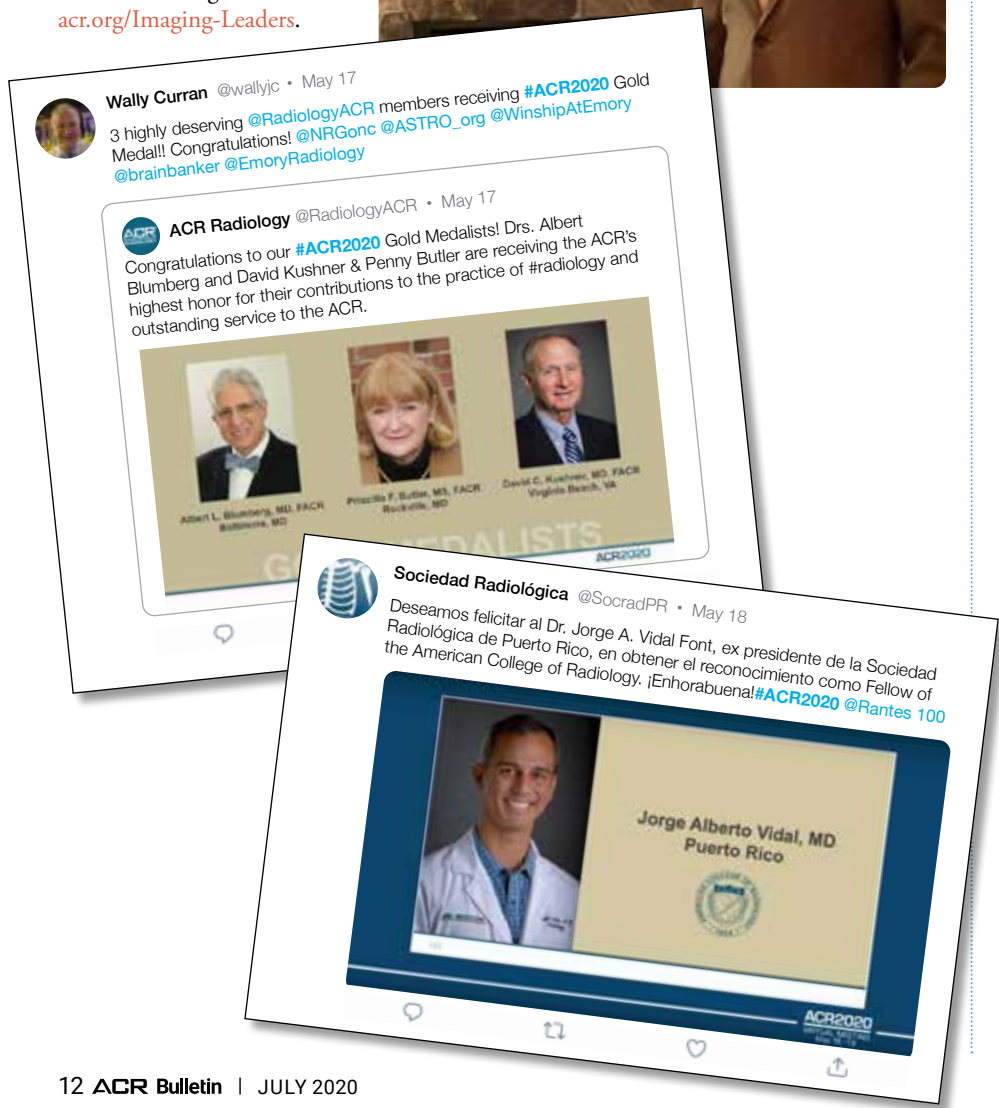 acr.org/Imaging-Leaders.
Wally Curran @wallyjc • May 17
3 highly deserving @RadiologyACR members receiving #ACR2020 Gold
Medal!! Congratulations! @NRGonc @ASTRO_org @WinshipAtEmory
@brainbanker @EmoryRadiology
ACR
ACR Radiology @RadiologyACR • May 17
Congratulations to our #ACR2020 Gold Medalists! Drs. Albert
Blumberg and David Kushner & Penny Butler are receiving the ACR's
highest honor for their contributions to the practice of #radiology and
outstanding service to the ACR.
Albert L. Blumberg, MD, FACR
Baltimore, MD
Priscilla F. Butler, MS, FACR
Rockville, MD
David C. Kushner, MD, FACR
Virginia Beach, VA
ACR2020
Sociedad Radiológica @SocradPR • May 18
Deseamos felicitar al Dr. Jorge A. Vidal Font, ex presidente de la Sociedad
Radiológica de Puerto Rico, en obtener el reconocimiento como Fellow of
the American College of Radiology. ¡Enhorabuena!#ACR2020 @Rantes 100
Jorge Alberto Vidal, MD
Puerto Rico
ACR2020
12 ACR Bulletin | JULY 2020